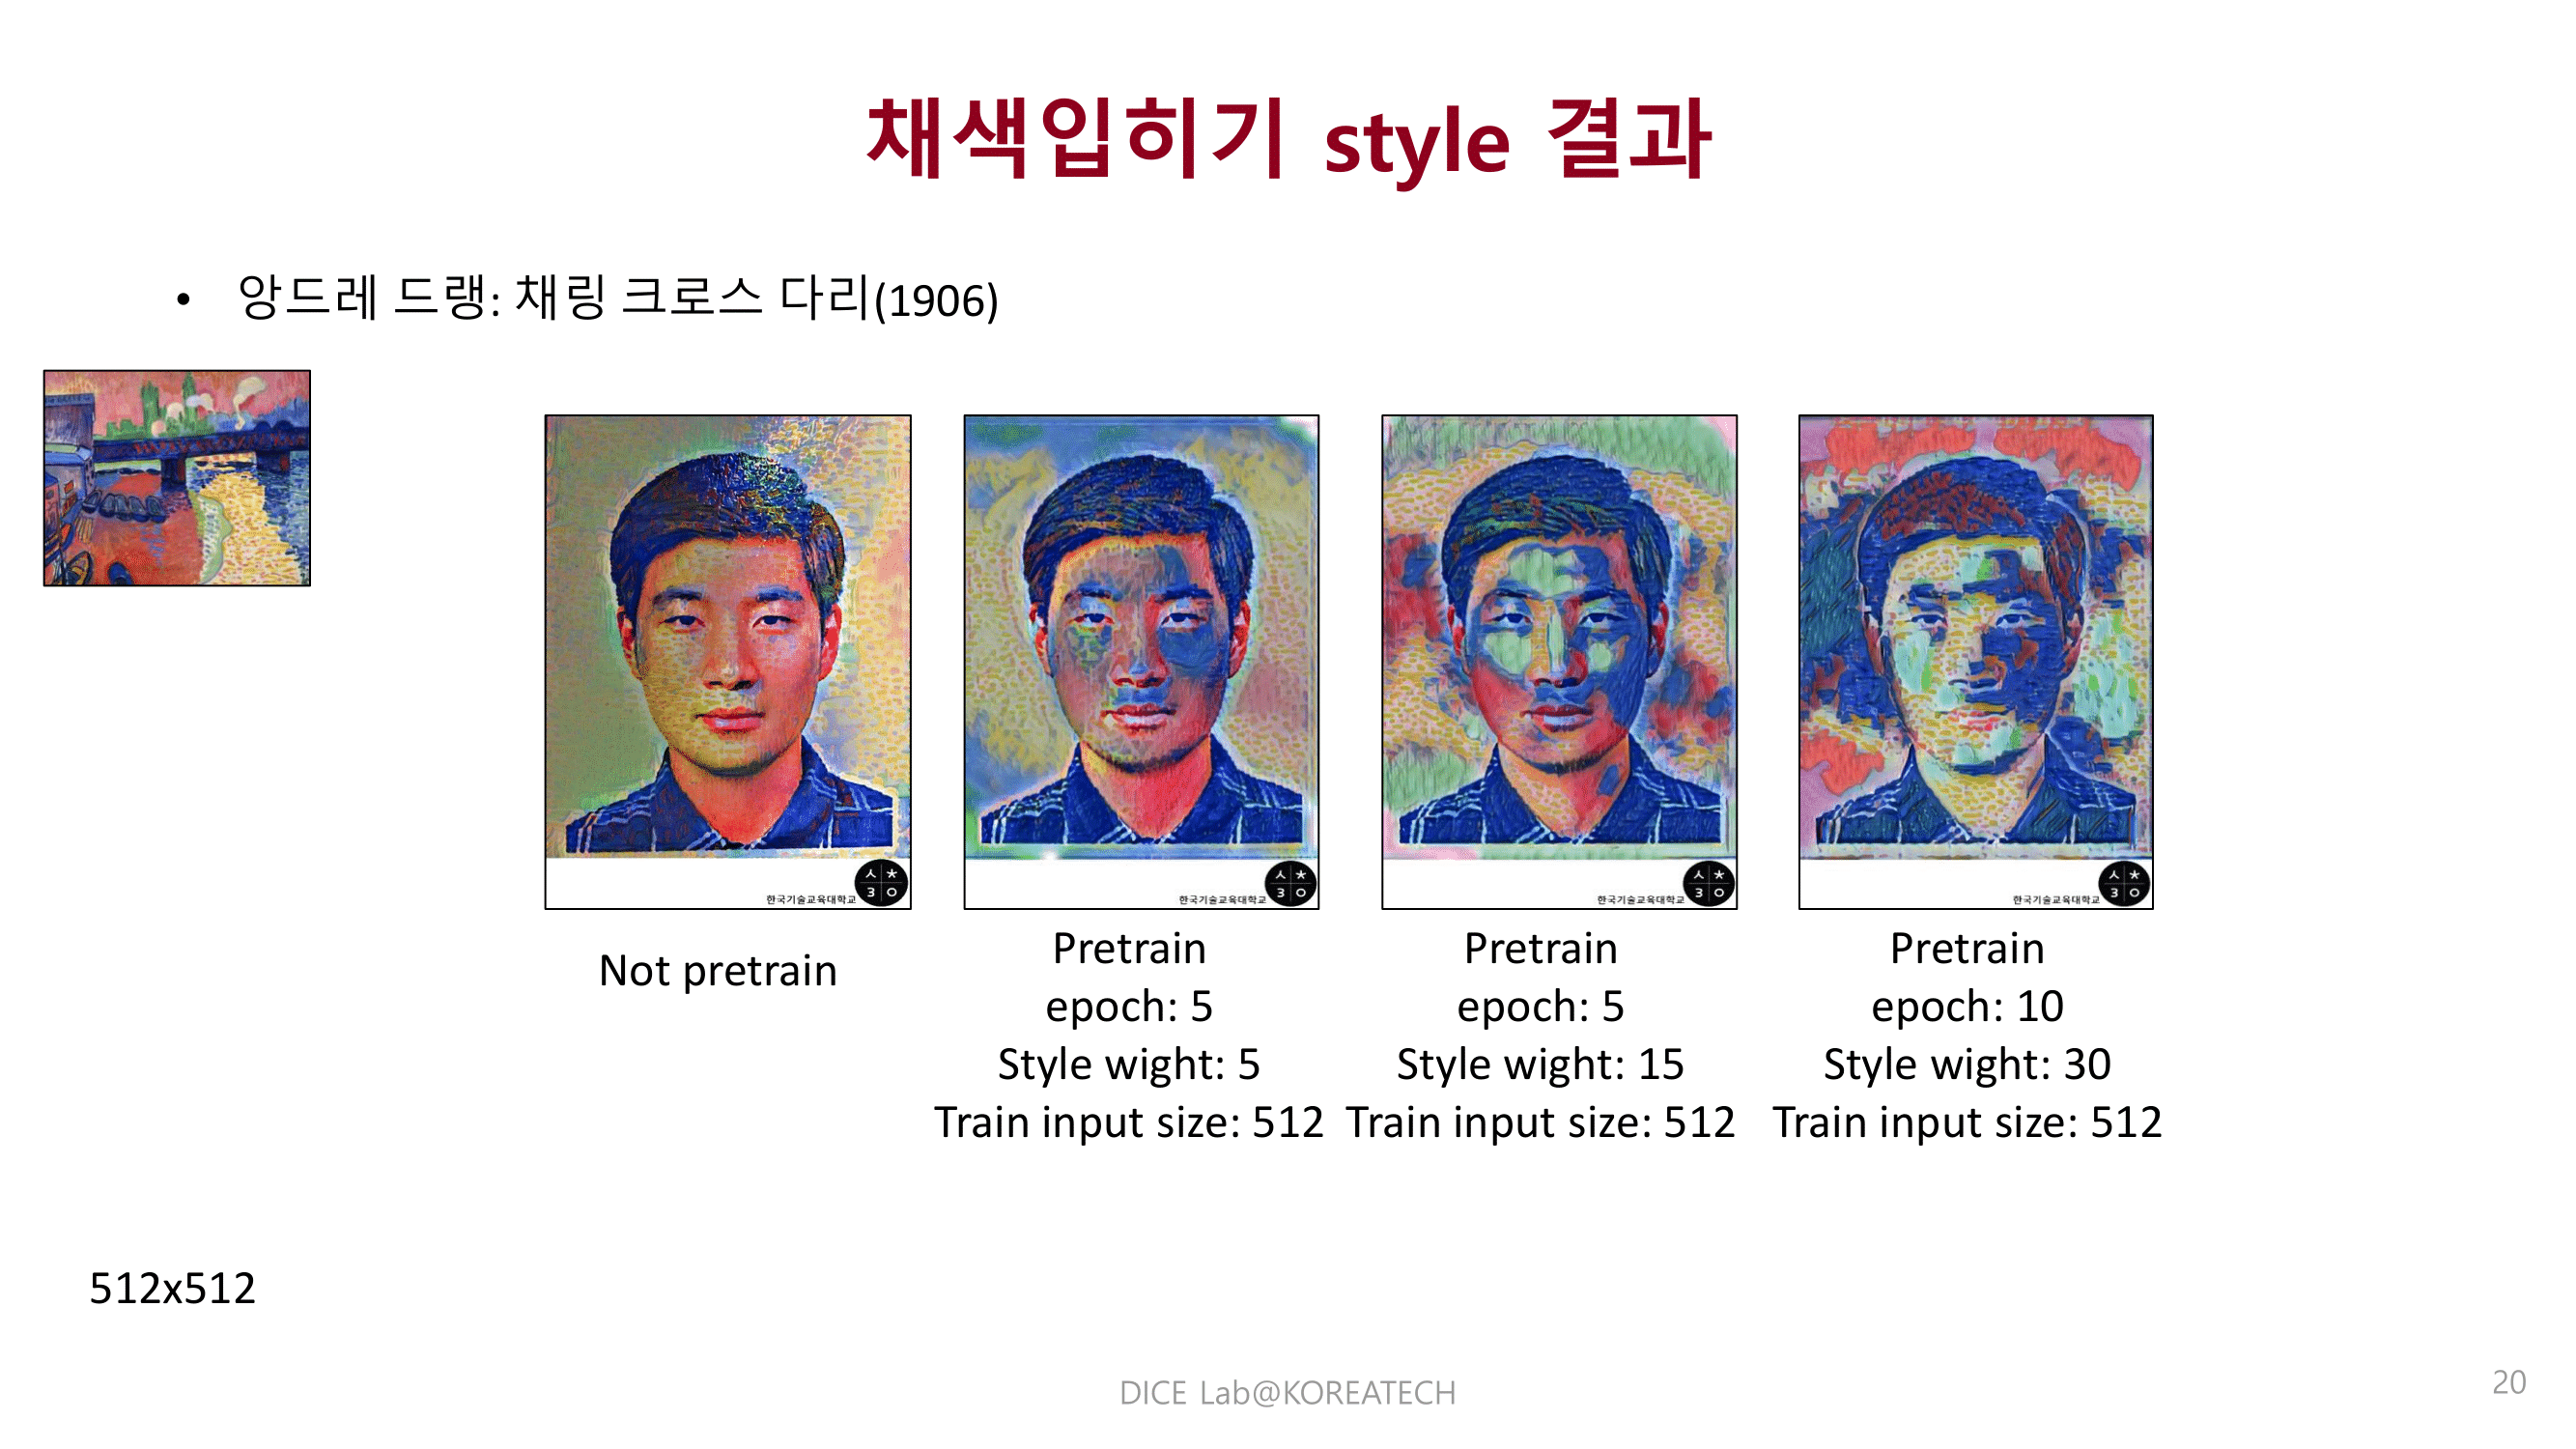 채색입히기 style 결과
• 앙드레 드랭: 채링 크로스 다리(1906)
ㅅ ㅊ
3 ㅇ
한국기술교육대학교
ㅅ ㅊ
3 ㅇ
한국기술교육대학교
ㅅ ㅊ
3 ㅇ
한국기술교육대학교
ㅅ ㅊ
3 ㅇ
한국기술교육대학교
Not pretrain
Pretrain
epoch: 5
Style wight: 5
Train input size: 512
Pretrain
epoch: 5
Style wight: 15
Train input size: 512
Pretrain
epoch: 10
Style wight: 30
Train input size: 512
512x512
DICE Lab@KOREATECH
20